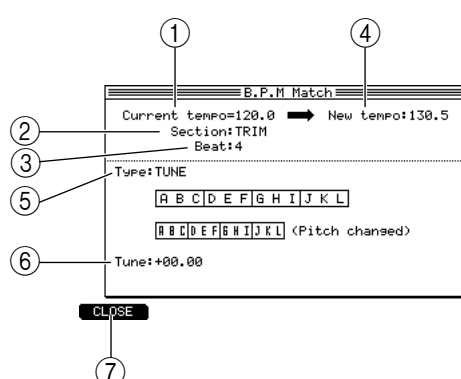 ① ④
B.P.M Match
Current tempo=120.0 ➡ New tempo:130.5
② Section:TRIM
③ Beat:4
⑤ Type:TUNE
A B C D E F G H I J K L
A B C D E F G H I J K L (Pitch changed)
⑥ Tune:+00.00
CLOSE
⑦